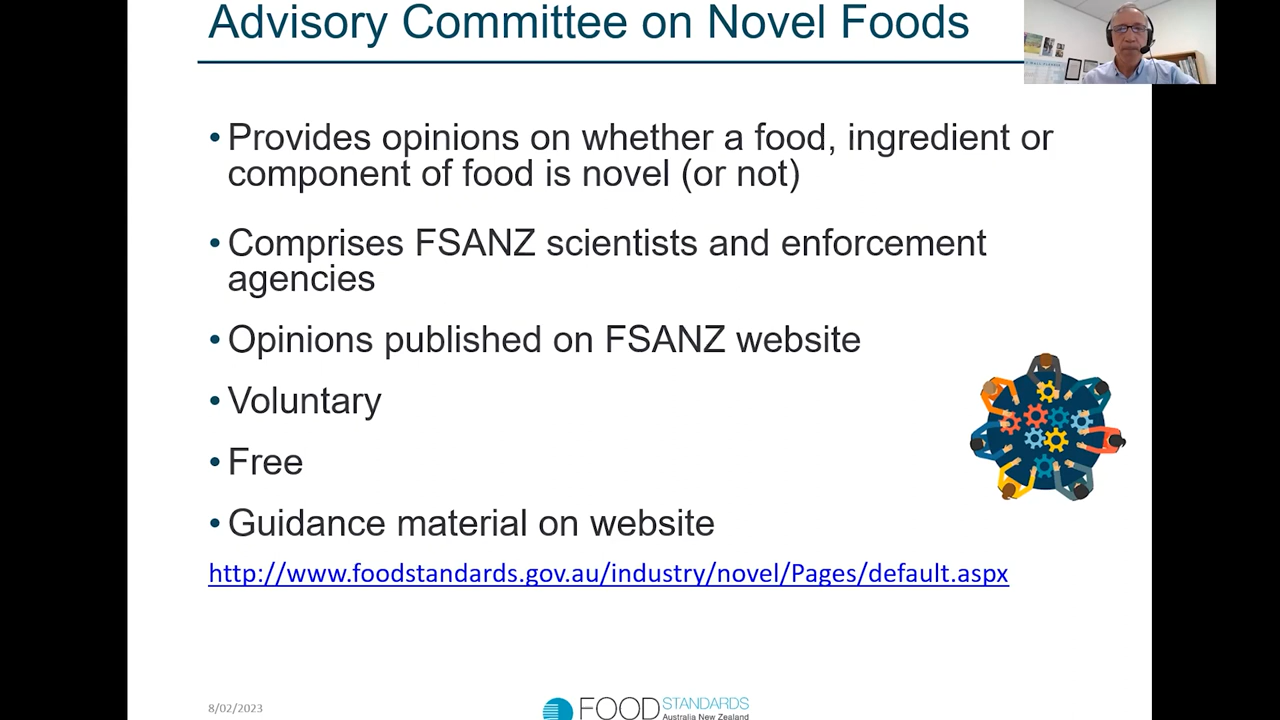 Advisory Committee on Novel Foods
• Provides opinions on whether a food, ingredient or
component of food is novel (or not)
• Comprises FSANZ scientists and enforcement
agencies
• Opinions published on FSANZ website
• Voluntary
• Free
• Guidance material on website
http://www.foodstandards.gov.au/industry/novel/Pages/default.aspx
8/02/2023
FOOD STANDARDS
Australia New Zealand